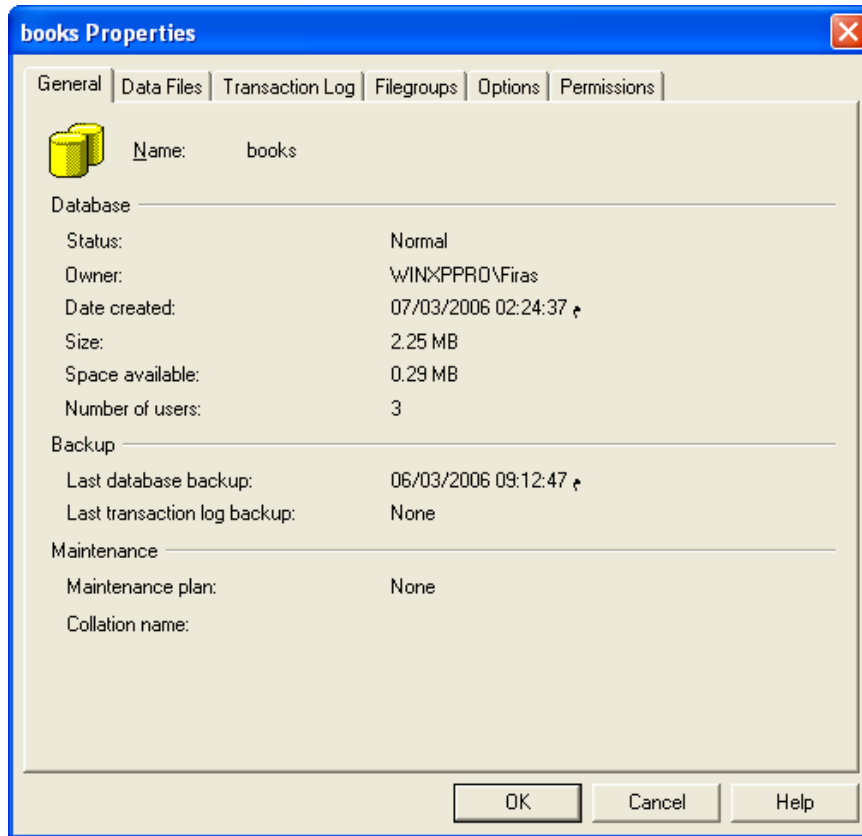 books Properties
General Data Files Transaction Log Filegroups Options Permissions
Name: books
Database
Status: Normal
Owner: WINXPPRO\Firas
Date created: 07/03/2006 02:24:37 م
Size: 2.25 MB
Space available: 0.29 MB
Number of users: 3
Backup
Last database backup: 06/03/2006 09:12:47 م
Last transaction log backup: None
Maintenance
Maintenance plan: None
Collation name:
OK Cancel Help